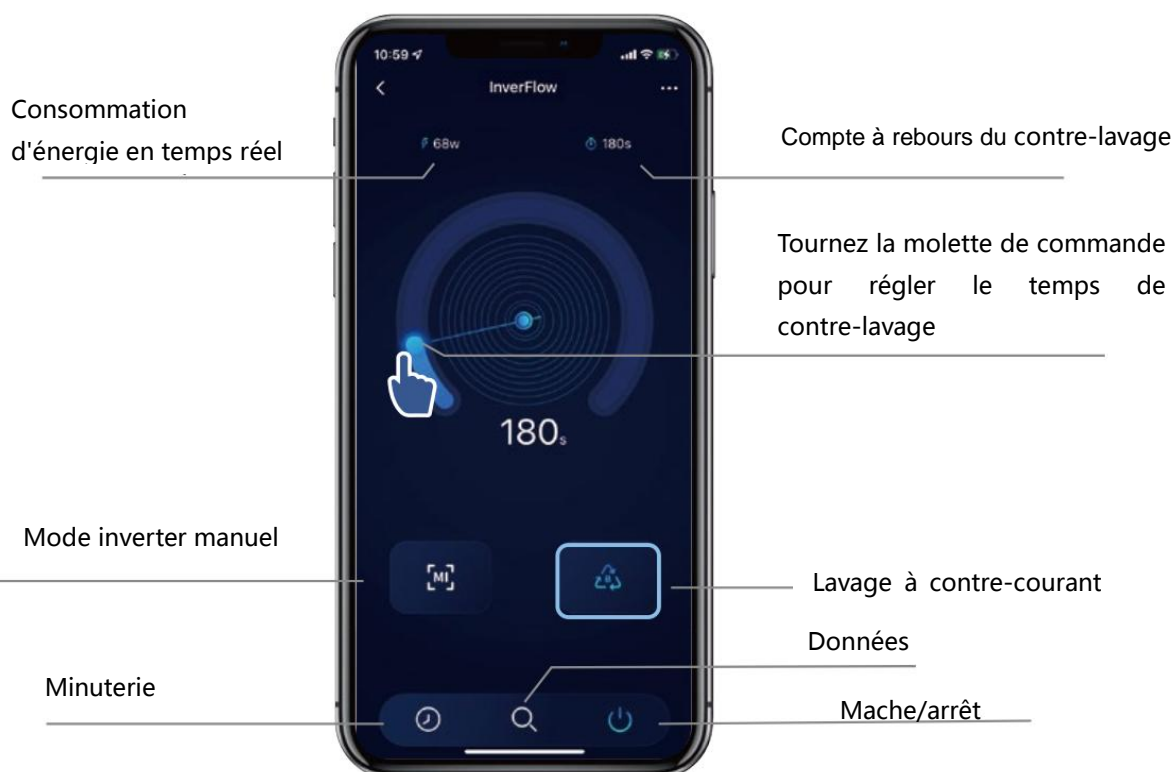 10:59
InverFlow
Consommation
d'énergie en temps réel
68w
180s
Compte à rebours du contre-lavage
Tournez la molette de commande
pour régler le temps de
contre-lavage
180s
Mode inverter manuel
MI
Lavage à contre-courant
Données
Minuterie
Mache/arrêt